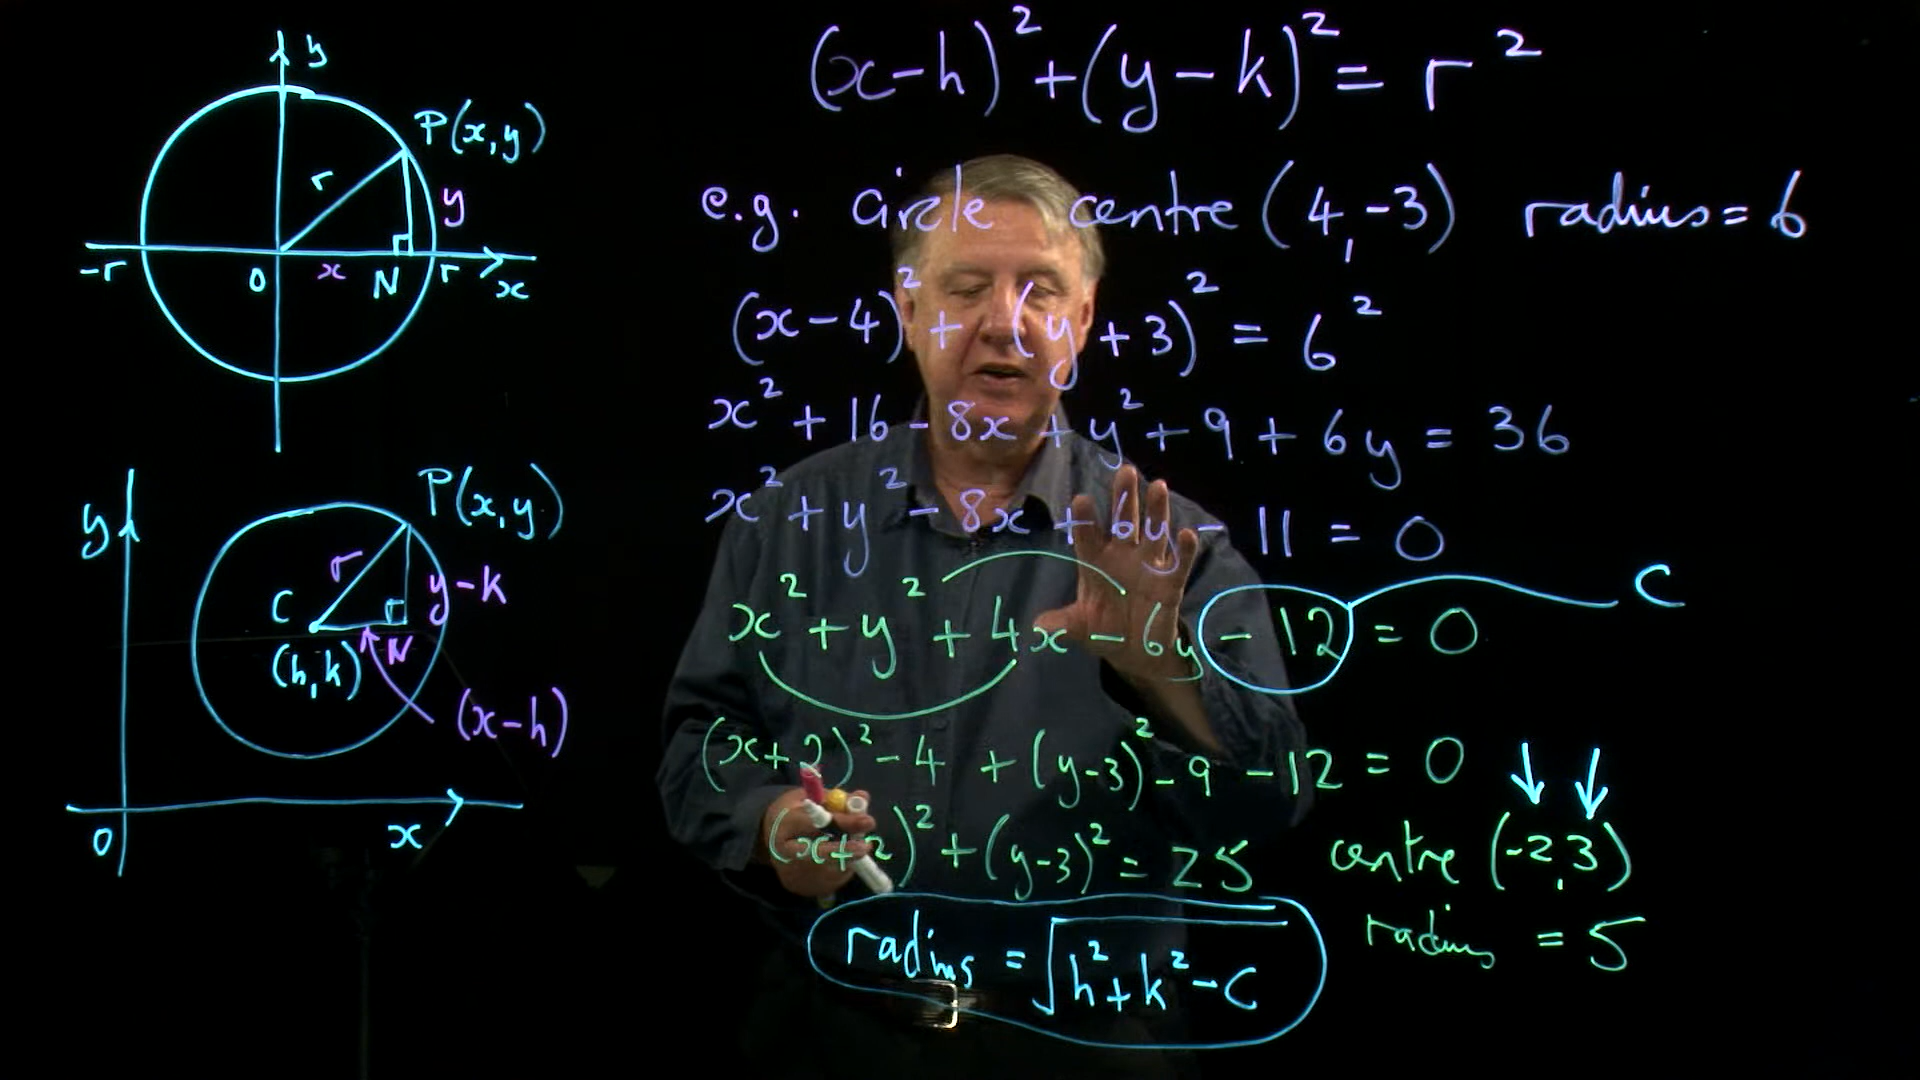 y
P(x,y)
r
y
-r
O
x
N
r
x
y
P(x,y)
r
y-k
C
(h,k)
N
(x-h)
O
x
(x-h)² + (y-k)² = r²
e.g. circle centre (4,-3) radius = 6
(x-4)² + (y+3)² = 6²
x² + 16 - 8x + y² + 9 + 6y = 36
x² + y² - 8x + 6y - 11 = 0
C
x² + y² + 4x - 6y - 12 = 0
(x+2)² - 4 + (y-3)² - 9 - 12 = 0
(x+2)² + (y-3)² = 25
centre (-2,3)
radius = 5
radius = √h²+k²-c